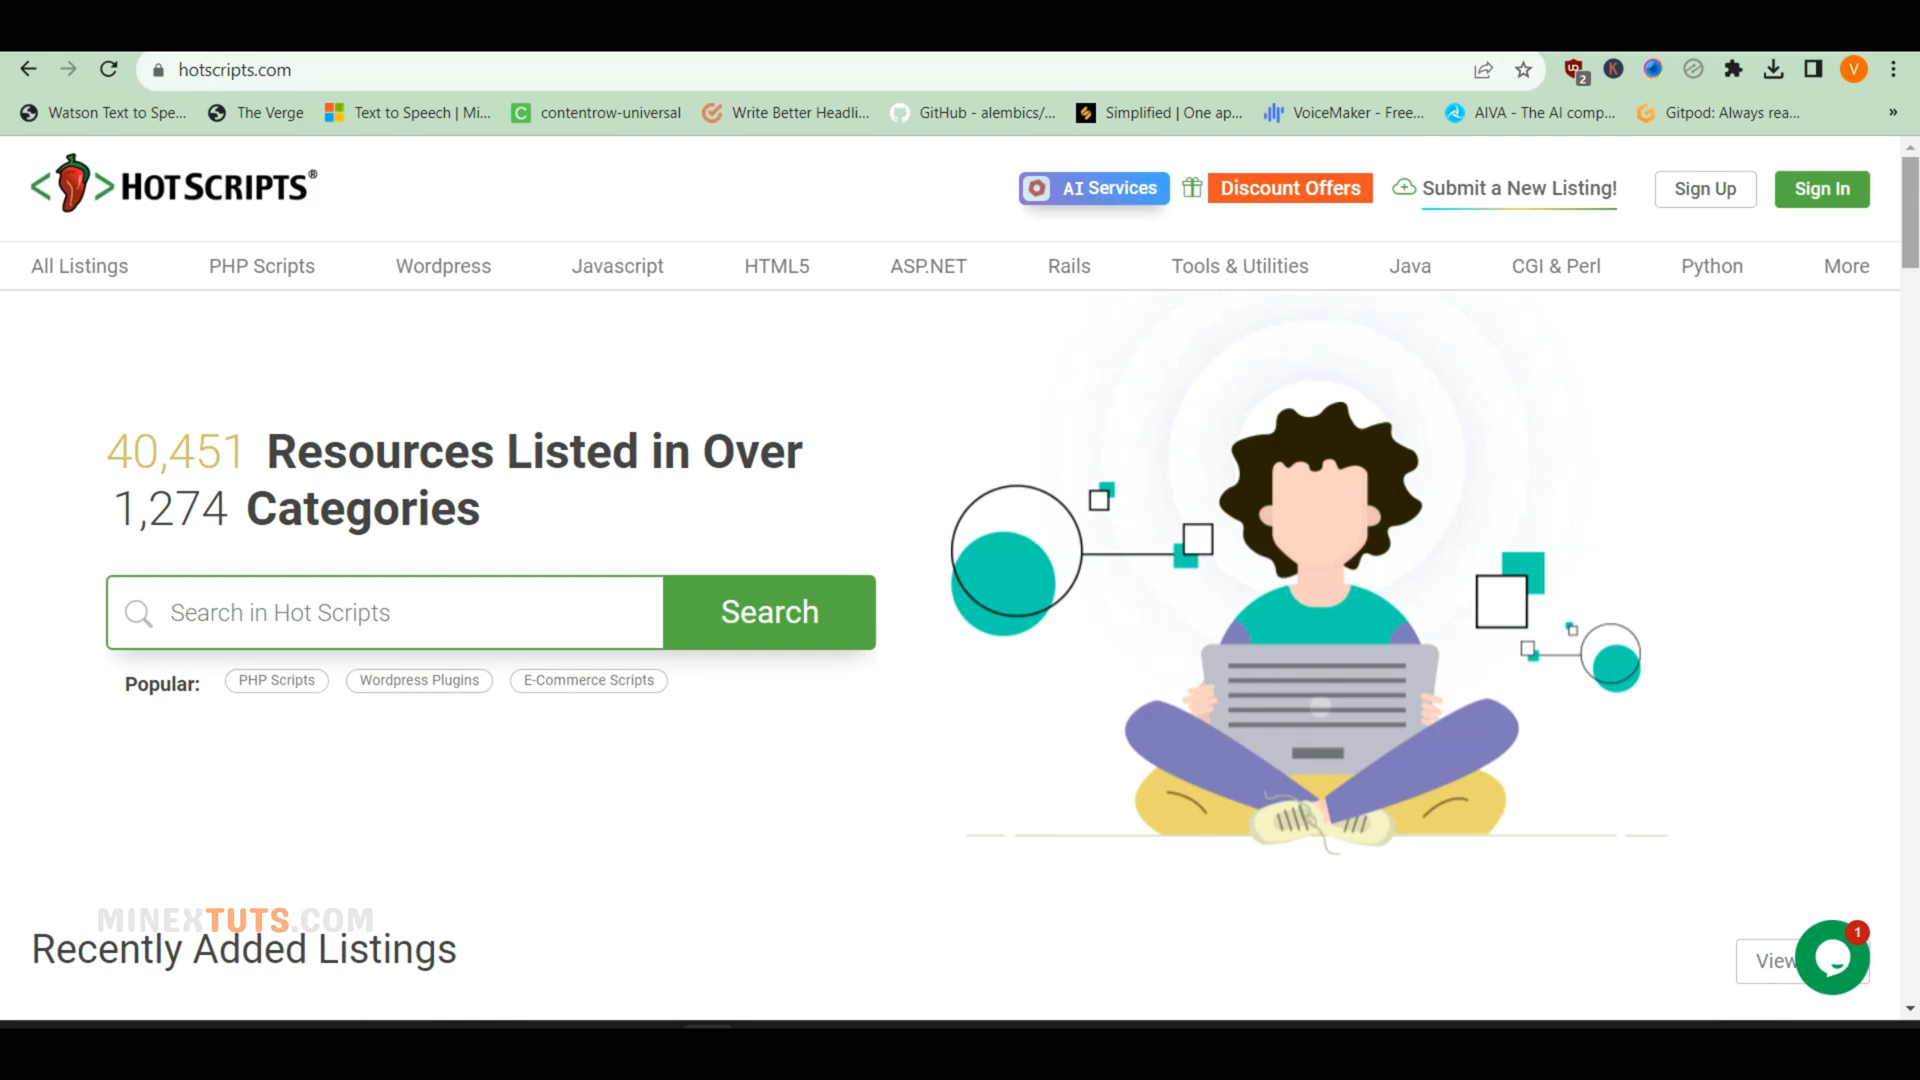 hotscripts.com
2
V
Watson Text to Spe... The Verge Text to Speech | Mi... contentrow-universal Write Better Headli... GitHub - alembics/... Simplified | One ap... VoiceMaker - Free... AIVA - The AI comp... Gitpod: Always rea... »
<> HOTSCRIPTS®
AI Services Discount Offers Submit a New Listing! Sign Up Sign In
All Listings PHP Scripts Wordpress Javascript HTML5 ASP.NET Rails Tools & Utilities Java CGI & Perl Python More
40,451 Resources Listed in Over
1,274 Categories
Search in Hot Scripts Search
Popular: PHP Scripts Wordpress Plugins E-Commerce Scripts
MINEXTUTS.COM
Recently Added Listings
View
1